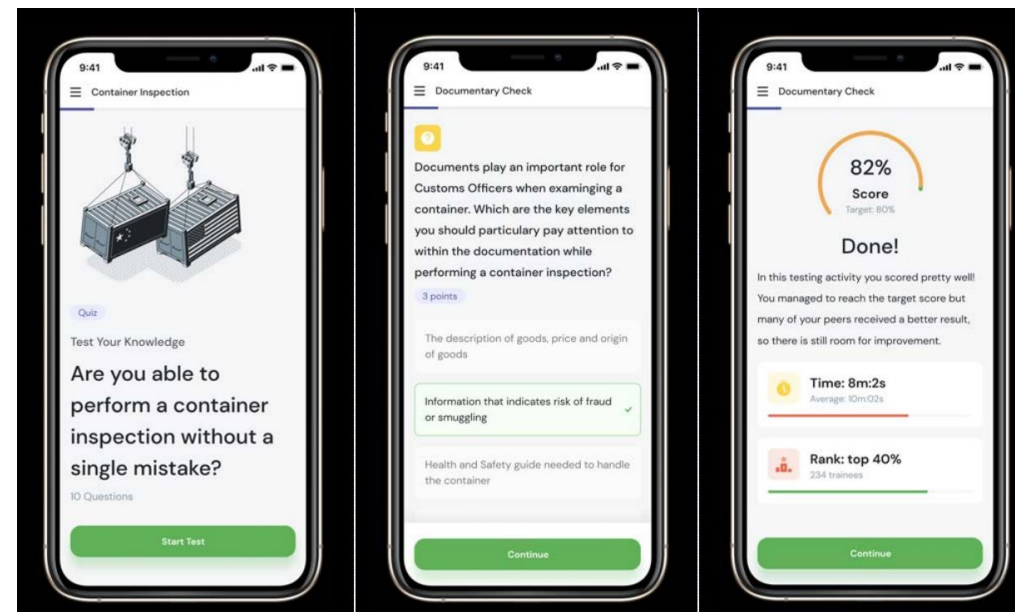 9:41
Container Inspection
Quiz
Test Your Knowledge
Are you able to
perform a container
inspection without a
single mistake?
10 Questions
Start Test
9:41
Documentary Check
Documents play an important role for
Customs Officers when examinging a
container. Which are the key elements
you should particulary pay attention to
within the documentation while
performing a container inspection?
3 points
The description of goods, price and origin
of goods
Information that indicates risk of fraud
or smuggling
Health and Safety guide needed to handle
the container
Continue
9:41
Documentary Check
82%
Score
Target: 80%
Done!
In this testing activity you scored pretty well!
You managed to reach the target score but
many of your peers received a better result,
so there is still room for improvement.
Time: 8m:2s
Average: 10m:02s
Rank: top 40%
234 trainees
Continue